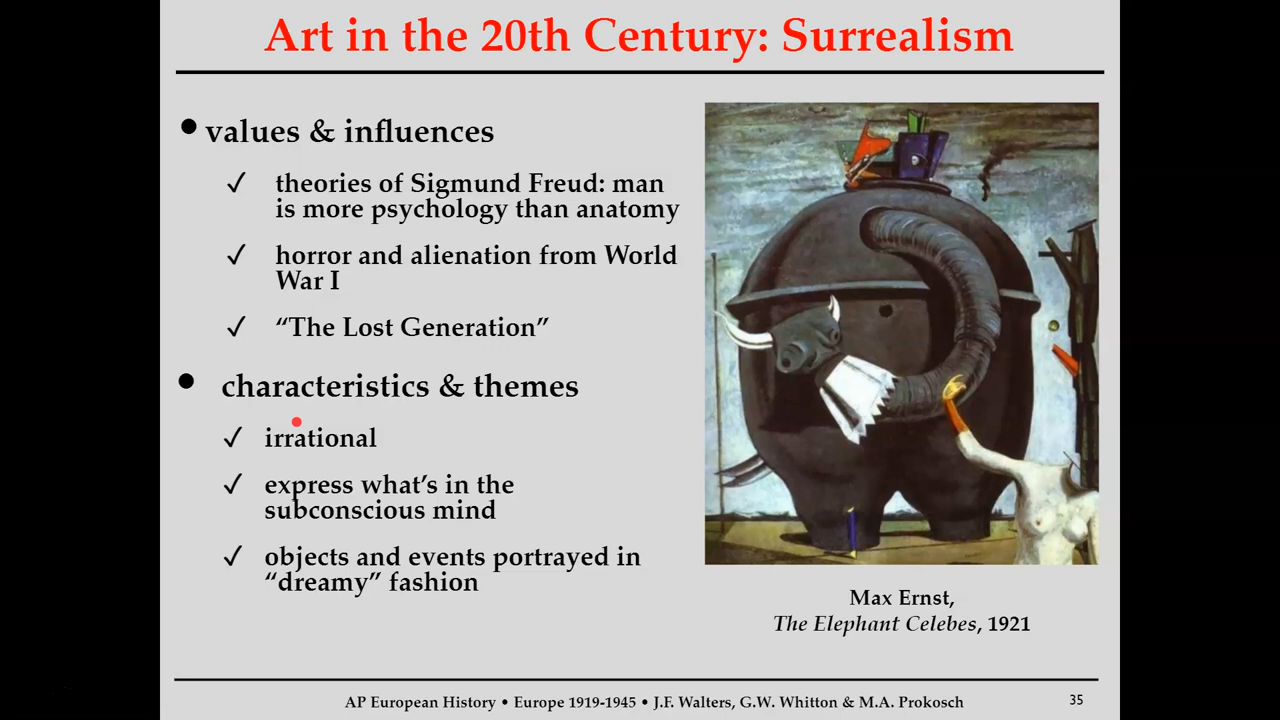 Art in the 20th Century: Surrealism
• values & influences
✓ theories of Sigmund Freud: man
is more psychology than anatomy
✓ horror and alienation from World
War I
✓ “The Lost Generation”
• characteristics & themes
✓ irrational
✓ express what’s in the
subconscious mind
✓ objects and events portrayed in
“dreamy” fashion
Max Ernst,
The Elephant Celebes, 1921
AP European History • Europe 1919-1945 • J.F. Walters, G.W. Whitton & M.A. Prokosch
35